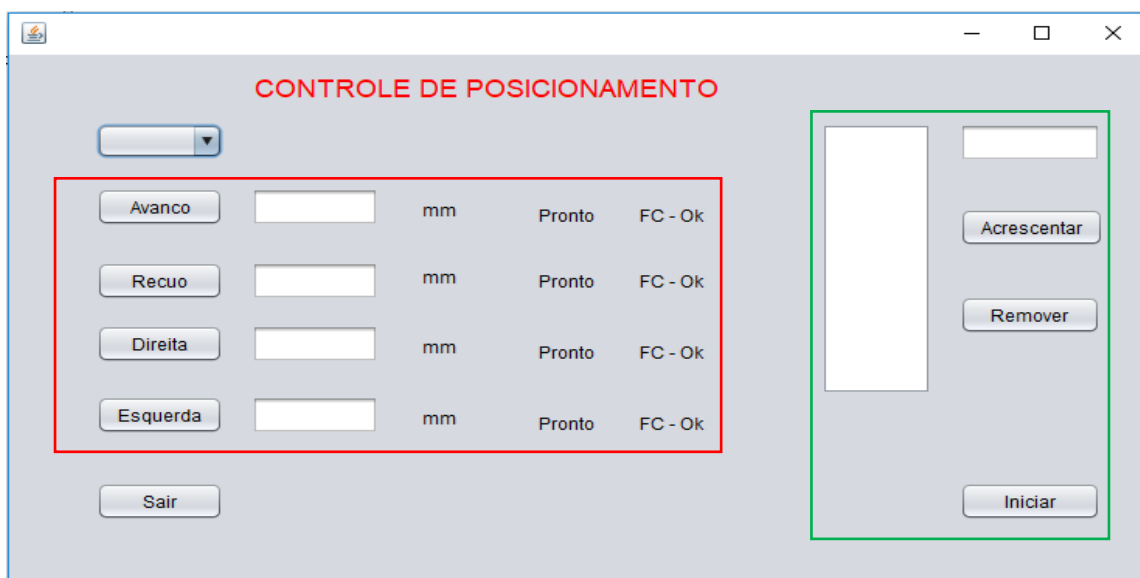 CONTROLE DE POSICIONAMENTO
Avanco mm Pronto FC - Ok
Recuo mm Pronto FC - Ok
Direita mm Pronto FC - Ok
Esquerda mm Pronto FC - Ok
Sair
Acrescentar
Remover
Iniciar